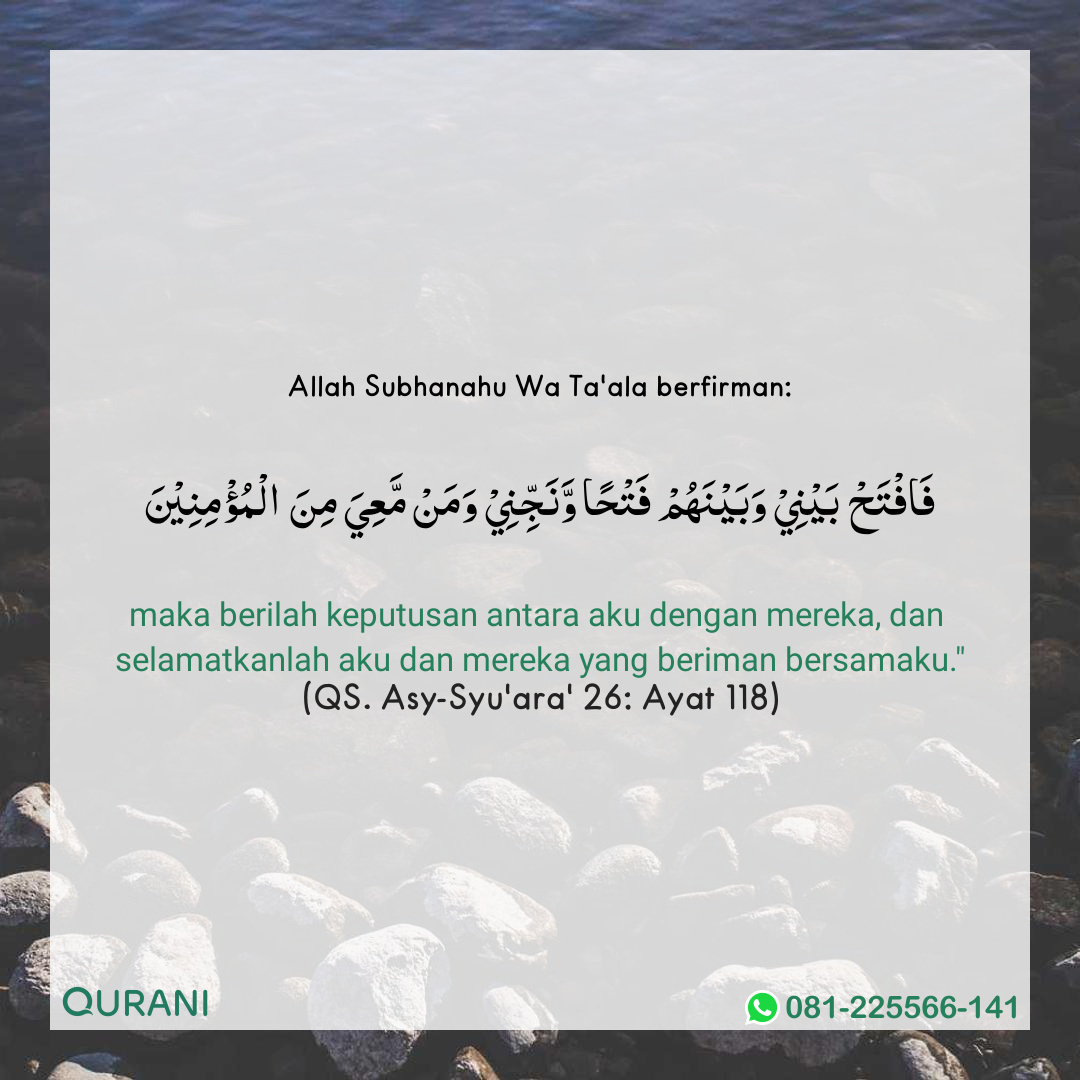 Allah Subhanahu Wa Ta'ala berfirman:
فَافْتَحْ بَيْنِيْ وَبَيْنَهُمْ فَتْحًا وَّنَجِّنِيْ وَمَنْ مَّعِيَ مِنَ الْمُؤْمِنِيْنَ
maka berilah keputusan antara aku dengan mereka, dan
selamatkanlah aku dan mereka yang beriman bersamaku."
(QS. Asy-Syu'ara' 26: Ayat 118)
QURANI
081-225566-141